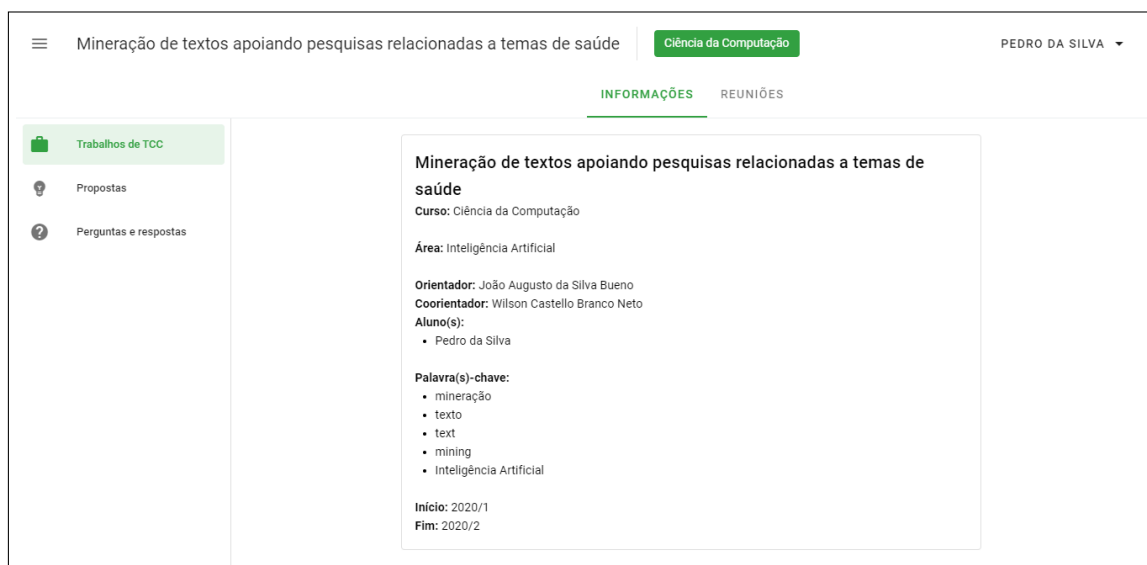 Mineração de textos apoiando pesquisas relacionadas a temas de saúde
Ciência da Computação
PEDRO DA SILVA
INFORMAÇÕES
REUNIÕES
Trabalhos de TCC
Propostas
Perguntas e respostas
Mineração de textos apoiando pesquisas relacionadas a temas de
saúde
Curso: Ciência da Computação
Área: Inteligência Artificial
Orientador: João Augusto da Silva Bueno
Coorientador: Wilson Castello Branco Neto
Aluno(s):
• Pedro da Silva
Palavra(s)-chave:
• mineração
• texto
• text
• mining
• Inteligência Artificial
Início: 2020/1
Fim: 2020/2